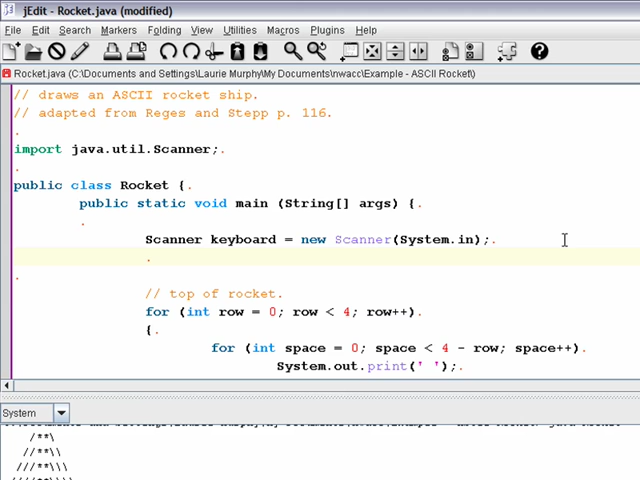 jEdit - Rocket.java (modified)
File Edit Search Markers Folding View Utilities Macros Plugins Help
Rocket.java (C:\Documents and Settings\Laurie Murphy\My Documents\nwacc\Example - ASCII Rocket\)
// draws an ASCII rocket ship.
// adapted from Reges and Stepp p. 116.
.
import java.util.Scanner;.
.
public class Rocket {.
public static void main (String[] args) {.
.
Scanner keyboard = new Scanner(System.in);.
.
.
// top of rocket.
for (int row = 0; row < 4; row++).
{.
for (int space = 0; space < 4 - row; space++).
System.out.print(' ');.
System
/**\
//**\\
///**\\\